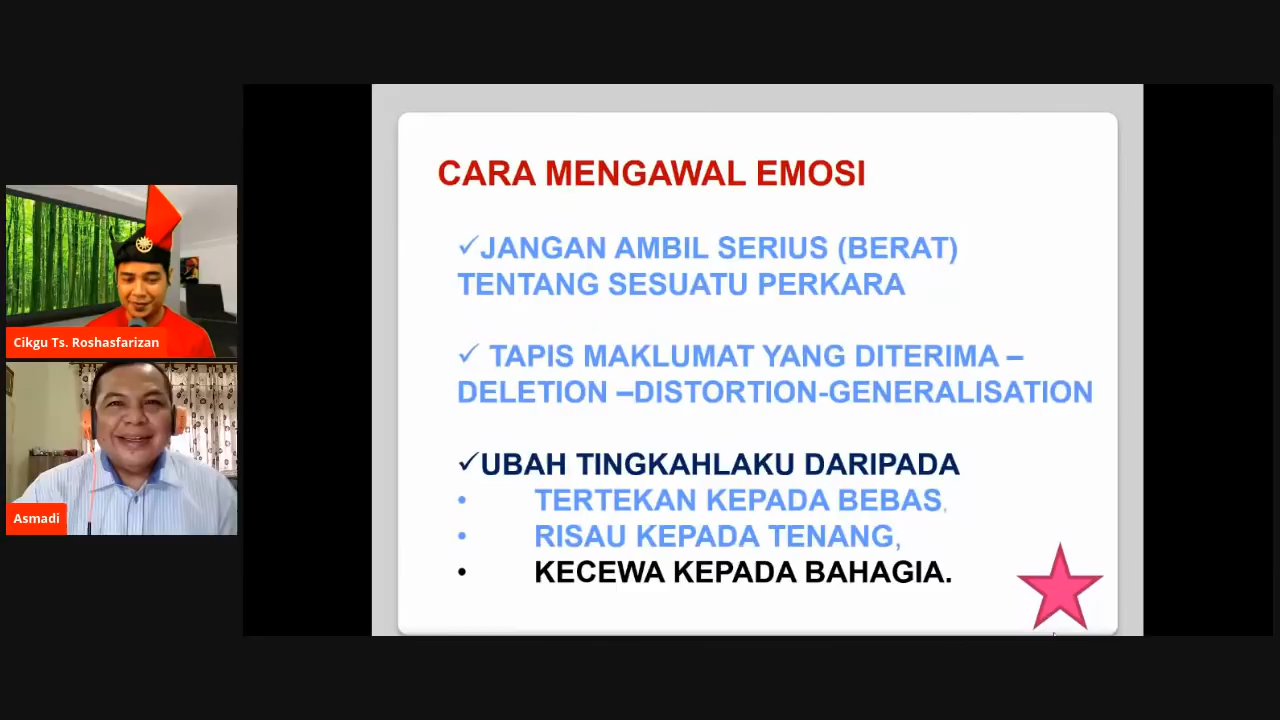 CARA MENGAWAL EMOSI
✓JANGAN AMBIL SERIUS (BERAT)
TENTANG SESUATU PERKARA
✓ TAPIS MAKLUMAT YANG DITERIMA –
DELETION –DISTORTION-GENERALISATION
✓UBAH TINGKAHLAKU DARIPADA
• TERTEKAN KEPADA BEBAS,
• RISAU KEPADA TENANG,
• KECEWA KEPADA BAHAGIA.
Cikgu Ts. Roshasfarizan
Asmadi